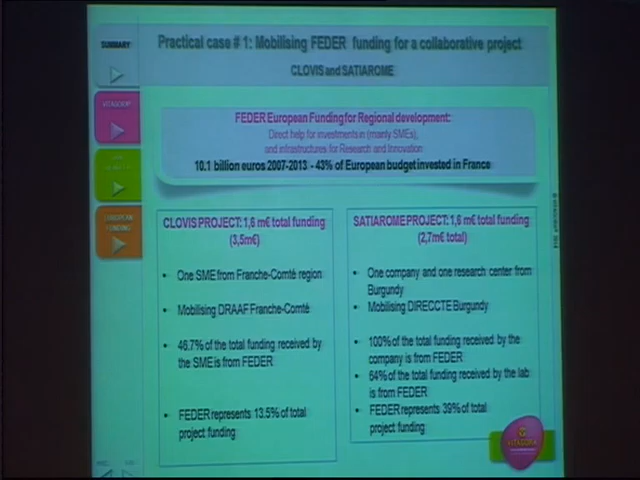 SUMMARY
Practical case # 1: Mobilising FEDER funding for a collaborative project
CLOVIS and SATIAROME
VITAGORA
FEDER European Funding for Regional development:
Direct help for investments in (mainly SMEs),
and infrastructures for Research and Innovation
10.1 billion euros 2007-2013 - 43% of European budget invested in France
EUROPEAN
FUNDING
CLOVIS PROJECT: 1,6 m€ total funding
(3,5m€)
• One SME from Franche-Comté region
• Mobilising DRAAF Franche-Comté
• 46.7% of the total funding received by
the SME is from FEDER
• FEDER represents 13.5% of total
project funding
SATIAROME PROJECT: 1,6 m€ total funding
(2,7m€ total)
• One company and one research center from
Burgundy
• Mobilising DIRECCTE Burgundy
• 100% of the total funding received by the
company is from FEDER
• 64% of the total funding received by the lab
is from FEDER
• FEDER represents 39% of total
project funding
VITAGORA